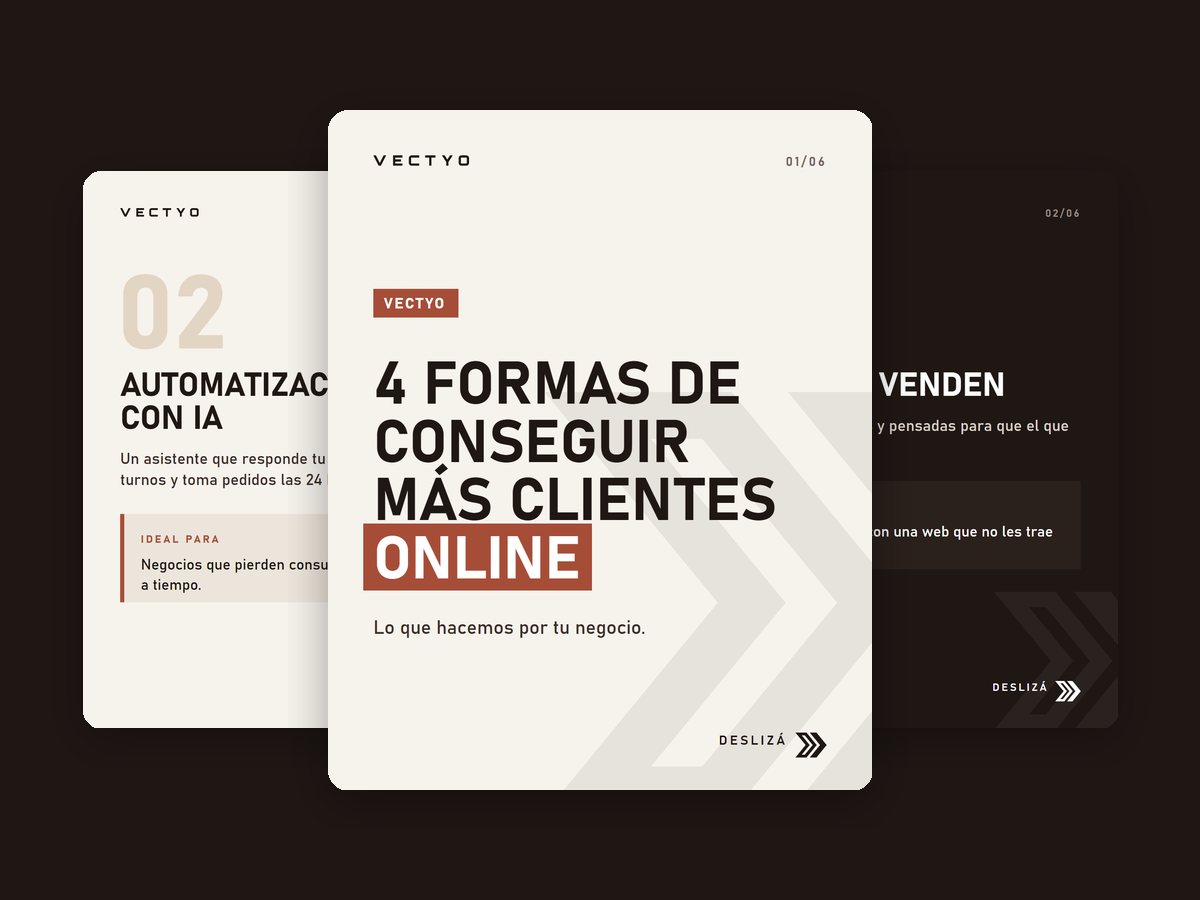 VECTYO
02
AUTOMATIZAC
CON IA
Un asistente que responde tu
turnos y toma pedidos las 24
IDEAL PARA
Negocios que pierden consu
a tiempo.
VECTYO
01/06
VECTYO
4 FORMAS DE
CONSEGUIR
MÁS CLIENTES
ONLINE
Lo que hacemos por tu negocio.
DESLIZÁ
02/06
VENDEN
y pensadas para que el que
con una web que no les trae
DESLIZÁ